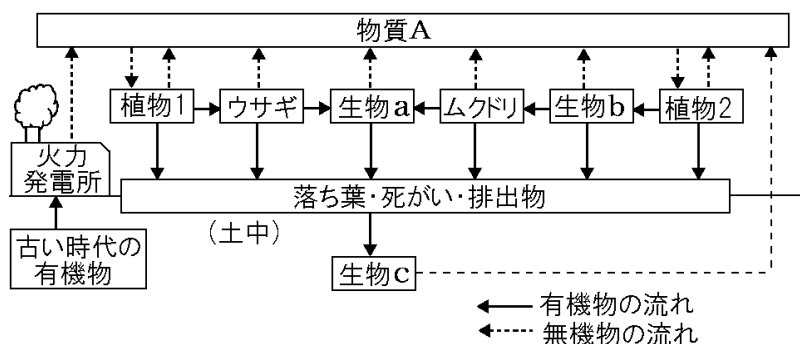 物質A
植物1
ウサギ
生物a
ムクドリ
生物b
植物2
火力
発電所
落ち葉・死がい・排出物
(土中)
古い時代の
有機物
生物c
有機物の流れ
無機物の流れ